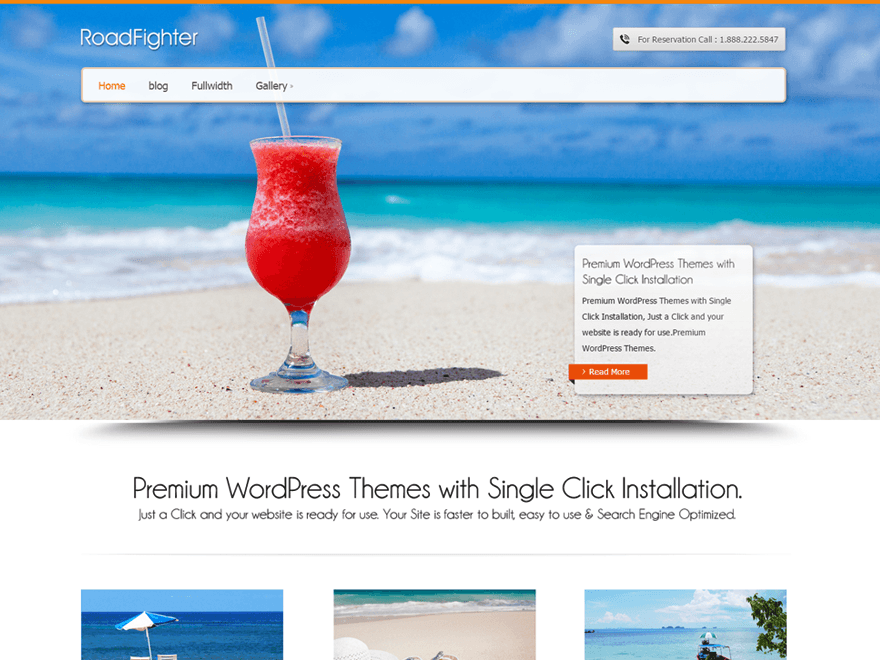 RoadFighter
For Reservation Call : 1.888.222.5847
Home blog Fullwidth Gallery »
Premium WordPress Themes with
Single Click Installation
Premium WordPress Themes with Single
Click Installation, Just a Click and your
website is ready for use.Premium
WordPress Themes.
> Read More
Premium WordPress Themes with Single Click Installation.
Just a Click and your website is ready for use. Your Site is faster to built, easy to use & Search Engine Optimized.